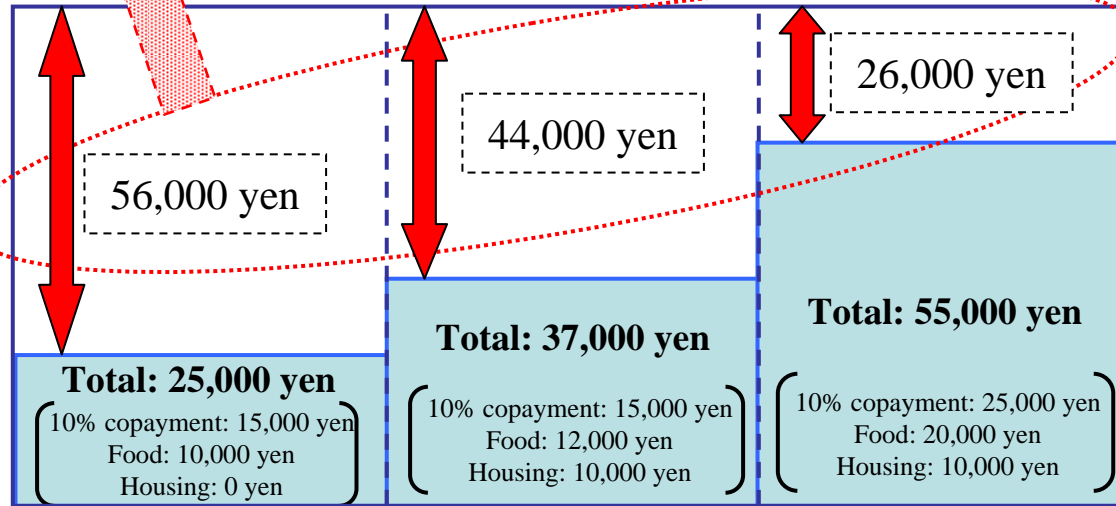 56,000 yen
44,000 yen
26,000 yen
Total: 25,000 yen
10% copayment: 15,000 yen
Food: 10,000 yen
Housing: 0 yen
Total: 37,000 yen
10% copayment: 15,000 yen
Food: 12,000 yen
Housing: 10,000 yen
Total: 55,000 yen
10% copayment: 25,000 yen
Food: 20,000 yen
Housing: 10,000 yen